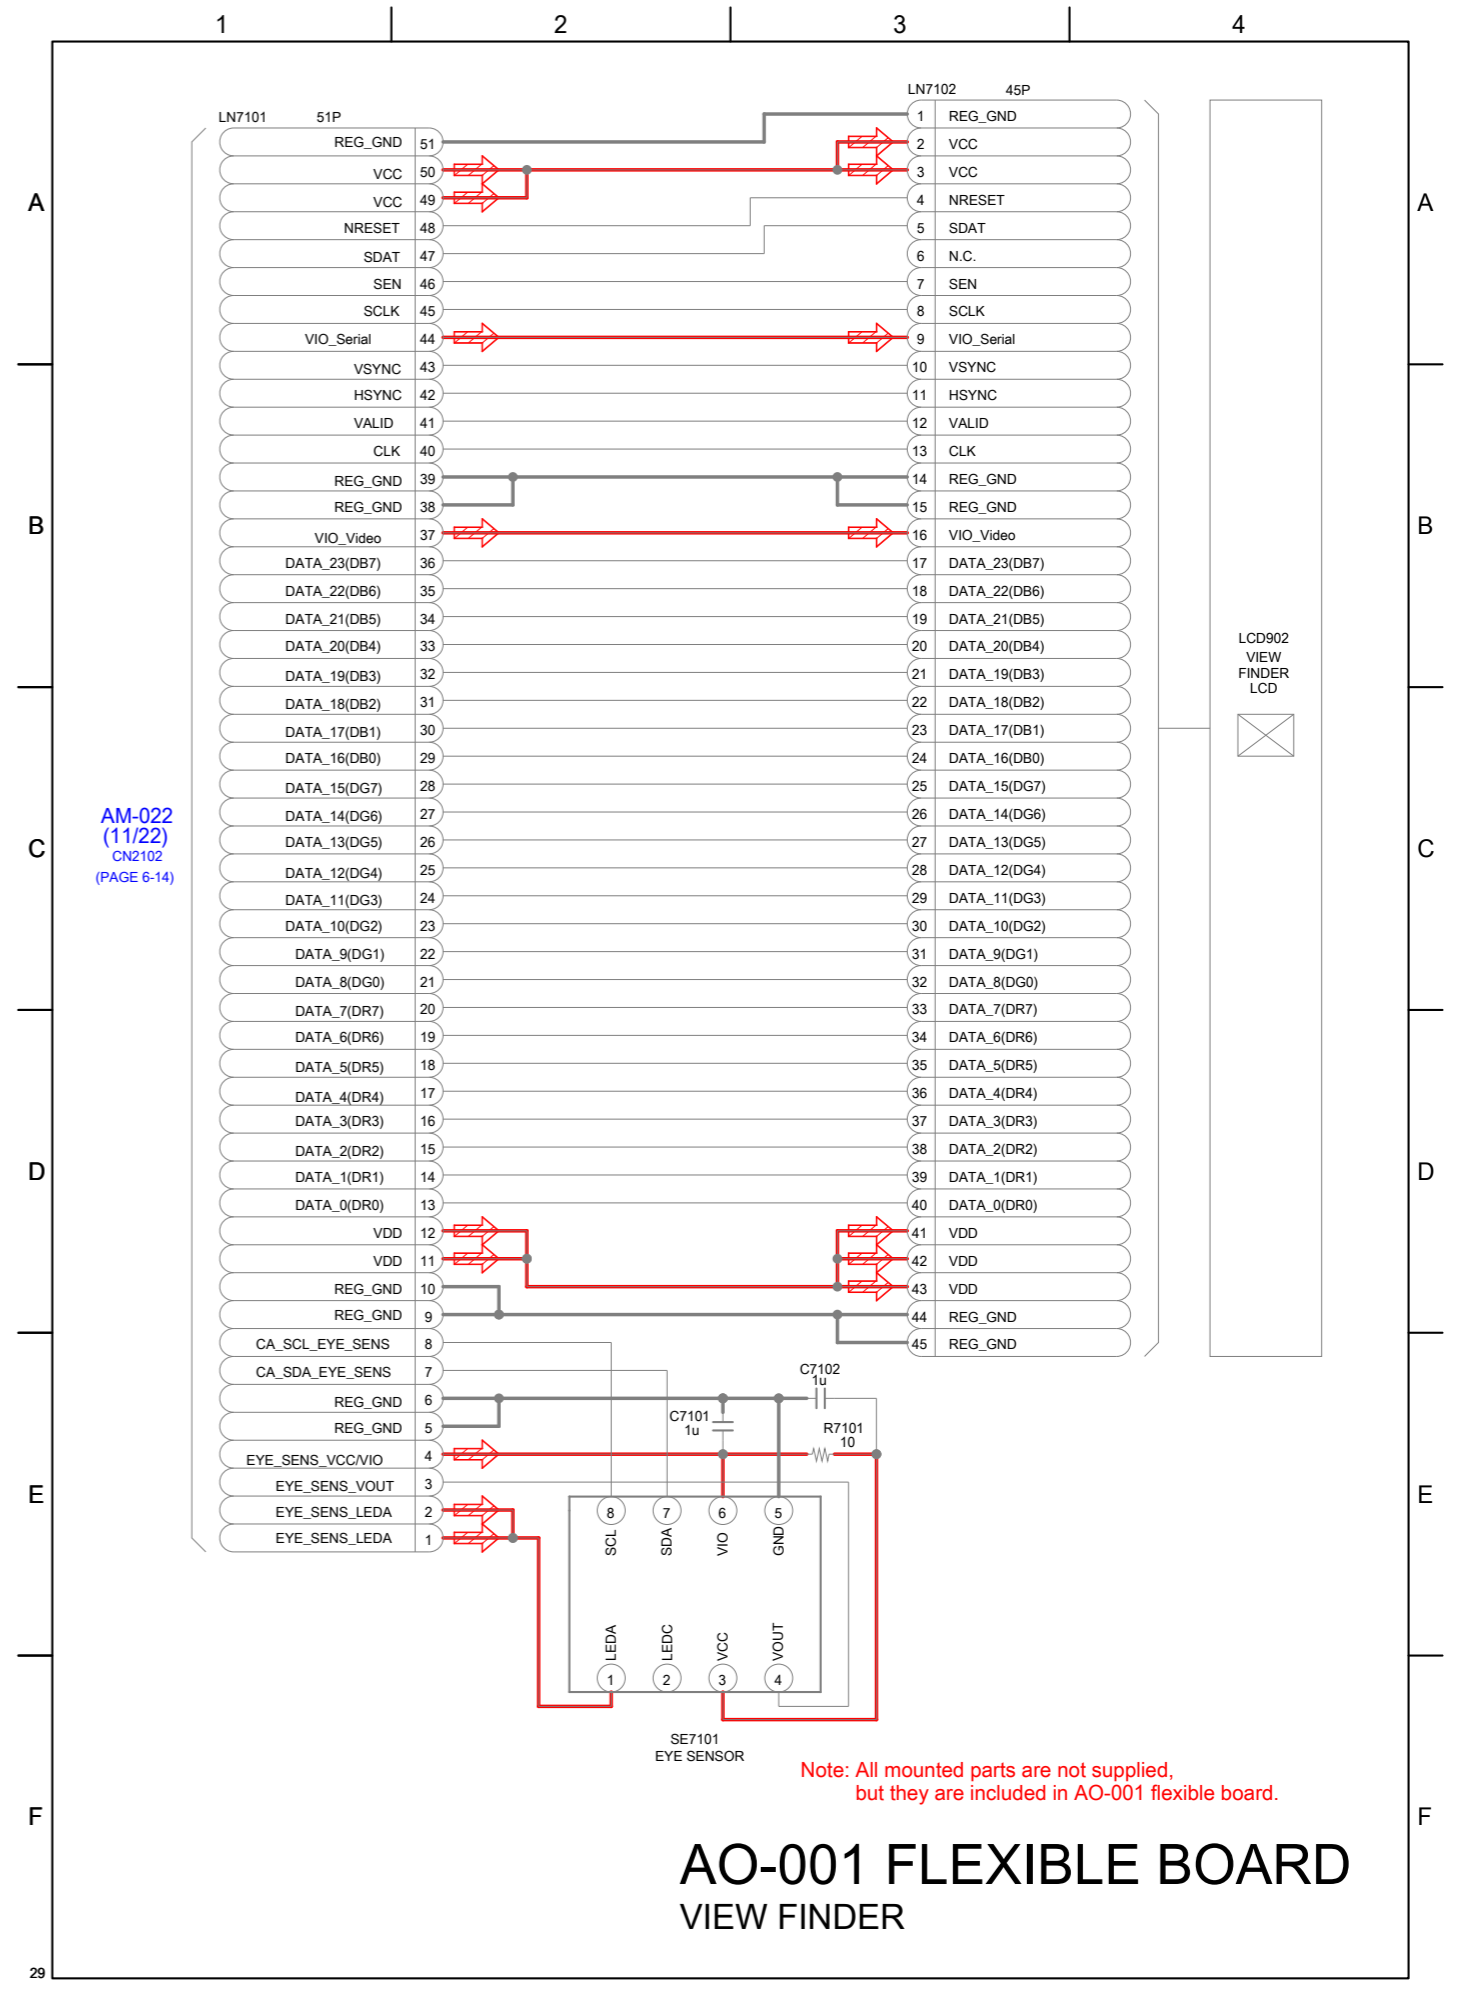 1 2 3 4
LN7101 51P
REG_GND 51
VCC 50
VCC 49
NRESET 48
SDAT 47
SEN 46
SCLK 45
VIO_Serial 44
VSYNC 43
HSYNC 42
VALID 41
CLK 40
REG_GND 39
REG_GND 38
VIO_Video 37
DATA_23(DB7) 36
DATA_22(DB6) 35
DATA_21(DB5) 34
DATA_20(DB4) 33
DATA_19(DB3) 32
DATA_18(DB2) 31
DATA_17(DB1) 30
DATA_16(DB0) 29
DATA_15(DG7) 28
DATA_14(DG6) 27
DATA_13(DG5) 26
DATA_12(DG4) 25
DATA_11(DG3) 24
DATA_10(DG2) 23
DATA_9(DG1) 22
DATA_8(DG0) 21
DATA_7(DR7) 20
DATA_6(DR6) 19
DATA_5(DR5) 18
DATA_4(DR4) 17
DATA_3(DR3) 16
DATA_2(DR2) 15
DATA_1(DR1) 14
DATA_0(DR0) 13
VDD 12
VDD 11
REG_GND 10
REG_GND 9
CA_SCL_EYE_SENS 8
CA_SDA_EYE_SENS 7
REG_GND 6
REG_GND 5
EYE_SENS_VCC/VIO 4
EYE_SENS_VOUT 3
EYE_SENS_LEDA 2
EYE_SENS_LEDA 1
LN7102 45P
1 REG_GND
2 VCC
3 VCC
4 NRESET
5 SDAT
6 N.C.
7 SEN
8 SCLK
9 VIO_Serial
10 VSYNC
11 HSYNC
12 VALID
13 CLK
14 REG_GND
15 REG_GND
16 VIO_Video
17 DATA_23(DB7)
18 DATA_22(DB6)
19 DATA_21(DB5)
20 DATA_20(DB4)
21 DATA_19(DB3)
22 DATA_18(DB2)
23 DATA_17(DB1)
24 DATA_16(DB0)
25 DATA_15(DG7)
26 DATA_14(DG6)
27 DATA_13(DG5)
28 DATA_12(DG4)
29 DATA_11(DG3)
30 DATA_10(DG2)
31 DATA_9(DG1)
32 DATA_8(DG0)
33 DATA_7(DR7)
34 DATA_6(DR6)
35 DATA_5(DR5)
36 DATA_4(DR4)
37 DATA_3(DR3)
38 DATA_2(DR2)
39 DATA_1(DR1)
40 DATA_0(DR0)
41 VDD
42 VDD
43 VDD
44 REG_GND
45 REG_GND
LCD902
VIEW
FINDER
LCD
AM-022
(11/22)
CN2102
(PAGE 6-14)
A A
B B
C C
D D
E E
F F
C7102
1u
C7101
1u
R7101
10
8 7 6 5
SCL SDA VIO GND
LEDA LEDC VCC VOUT
1 2 3 4
SE7101
EYE SENSOR
Note: All mounted parts are not supplied,
but they are included in AO-001 flexible board.
AO-001 FLEXIBLE BOARD
VIEW FINDER
29